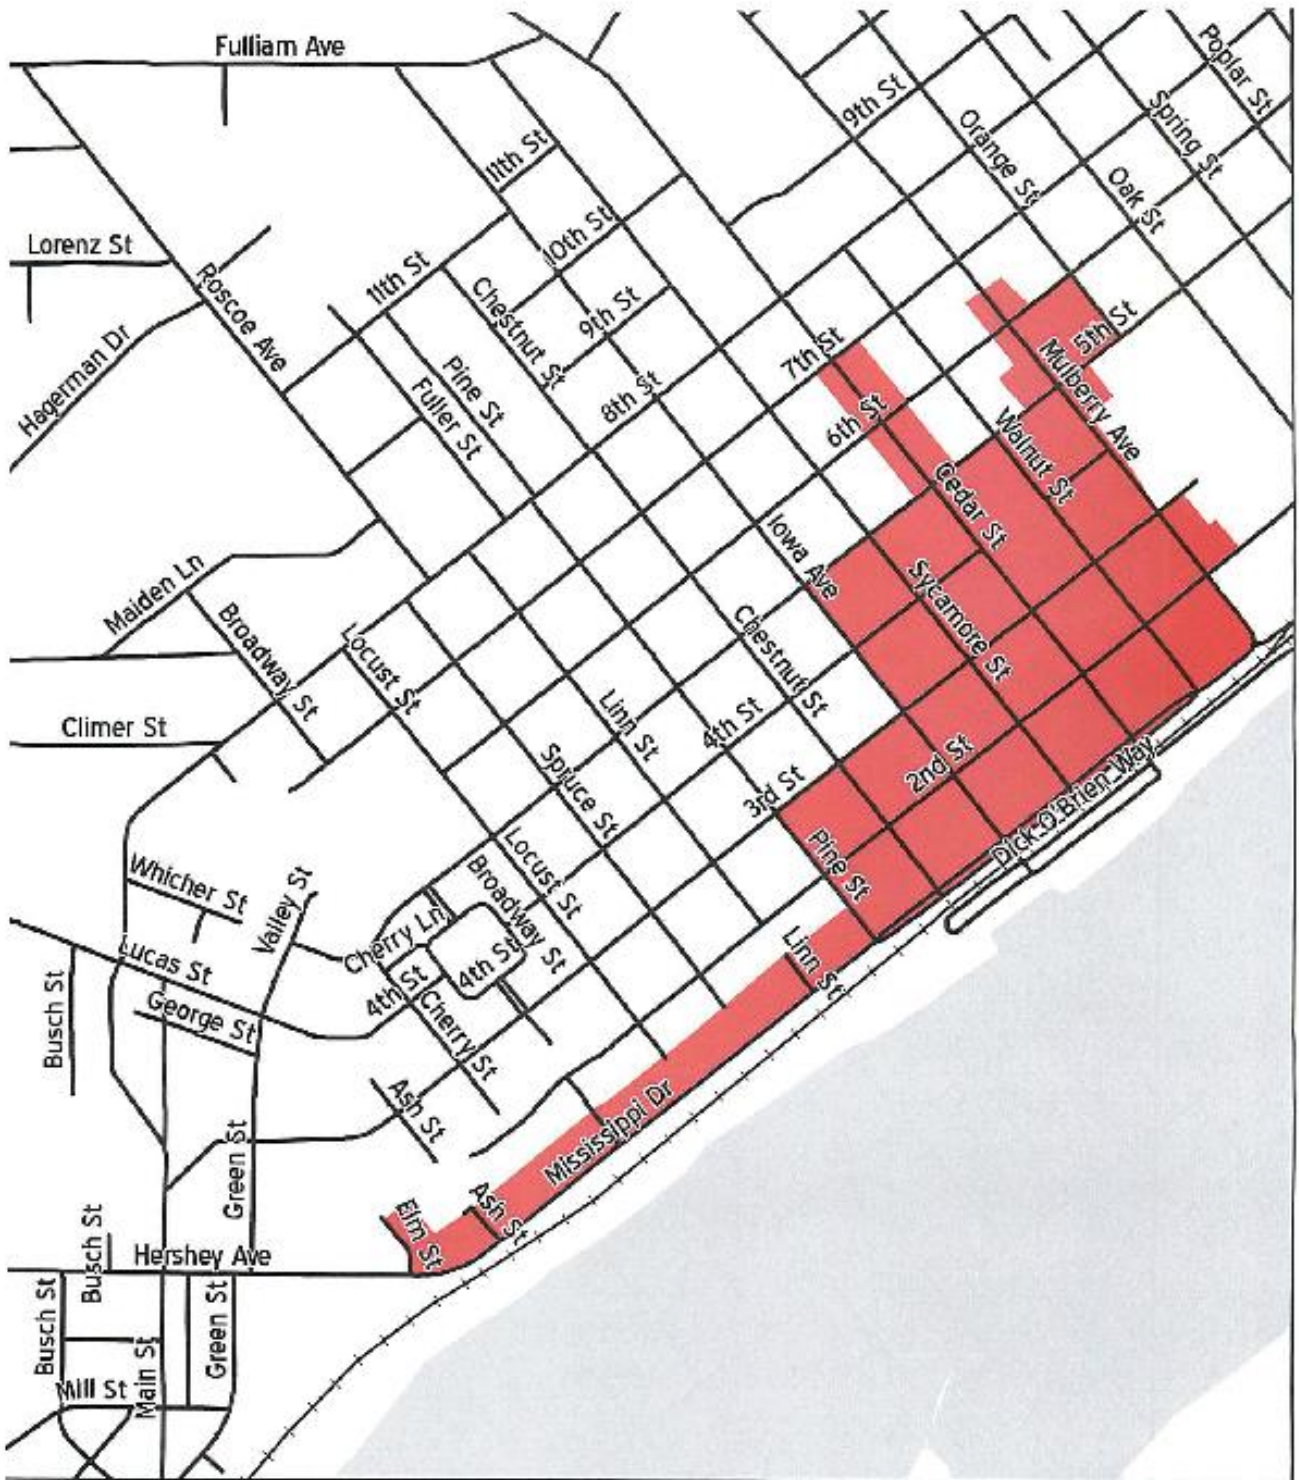 Fulliam Ave
Poplar St
9th St
Spring St
Orange St
11th St
Oak St
10th St
Lorenz St
11th St
Roscoe Ave
Chestnut St
9th St
5th St
Hagerman Dr
7th St
Mulberry Ave
Pine St
Fuller St
8th St
6th St
Walnut St
Cedar St
Iowa Ave
Maiden Ln
Sycamore St
Broadway St
Locust St
Chestnut St
Climer St
Linn St
4th St
Spruce St
3rd St
2nd St
Dick O'Brien Way
Whicher St
Valley St
Locust St
Pine St
Broadway St
Cherry Ln
Linn St
Lucas St
4th St
4th St
George St
Busch St
Cherry St
Ash St
Mississippi Dr
Green St
Elm St
Ash St
Busch St
Hershey Ave
Busch St
Green St
Main St
Mill St